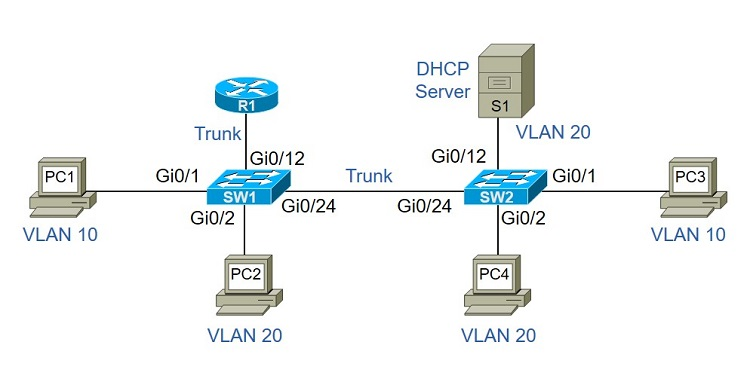 DHCP
Server
S1
VLAN 20
R1
Trunk
Gi0/12
Gi0/12
PC1
Gi0/1
SW1
Gi0/2
Gi0/24
Trunk
Gi0/24
SW2
Gi0/1
Gi0/2
PC3
VLAN 10
VLAN 10
PC2
VLAN 20
PC4
VLAN 20